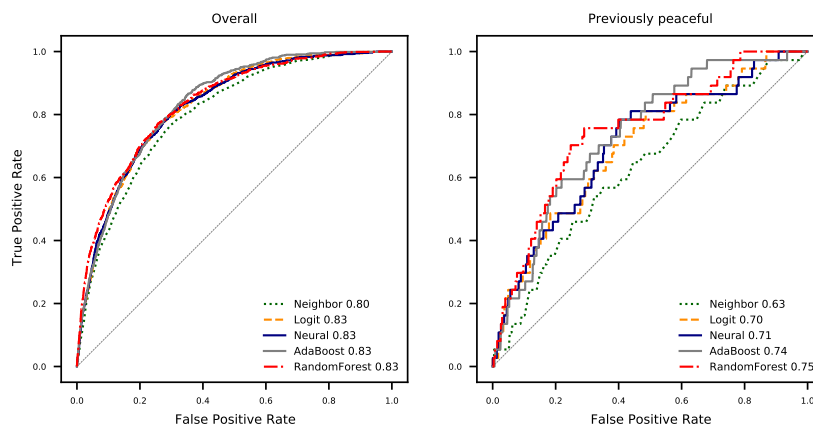 Overall
True Positive Rate
1.0
0.8
0.6
0.4
0.2
0.0
Neighbor 0.80
Logit 0.83
Neural 0.83
AdaBoost 0.83
RandomForest 0.83
0.0 0.2 0.4 0.6 0.8 1.0
False Positive Rate
Previously peaceful
1.0
0.8
0.6
0.4
0.2
0.0
Neighbor 0.63
Logit 0.70
Neural 0.71
AdaBoost 0.74
RandomForest 0.75
0.0 0.2 0.4 0.6 0.8 1.0
False Positive Rate